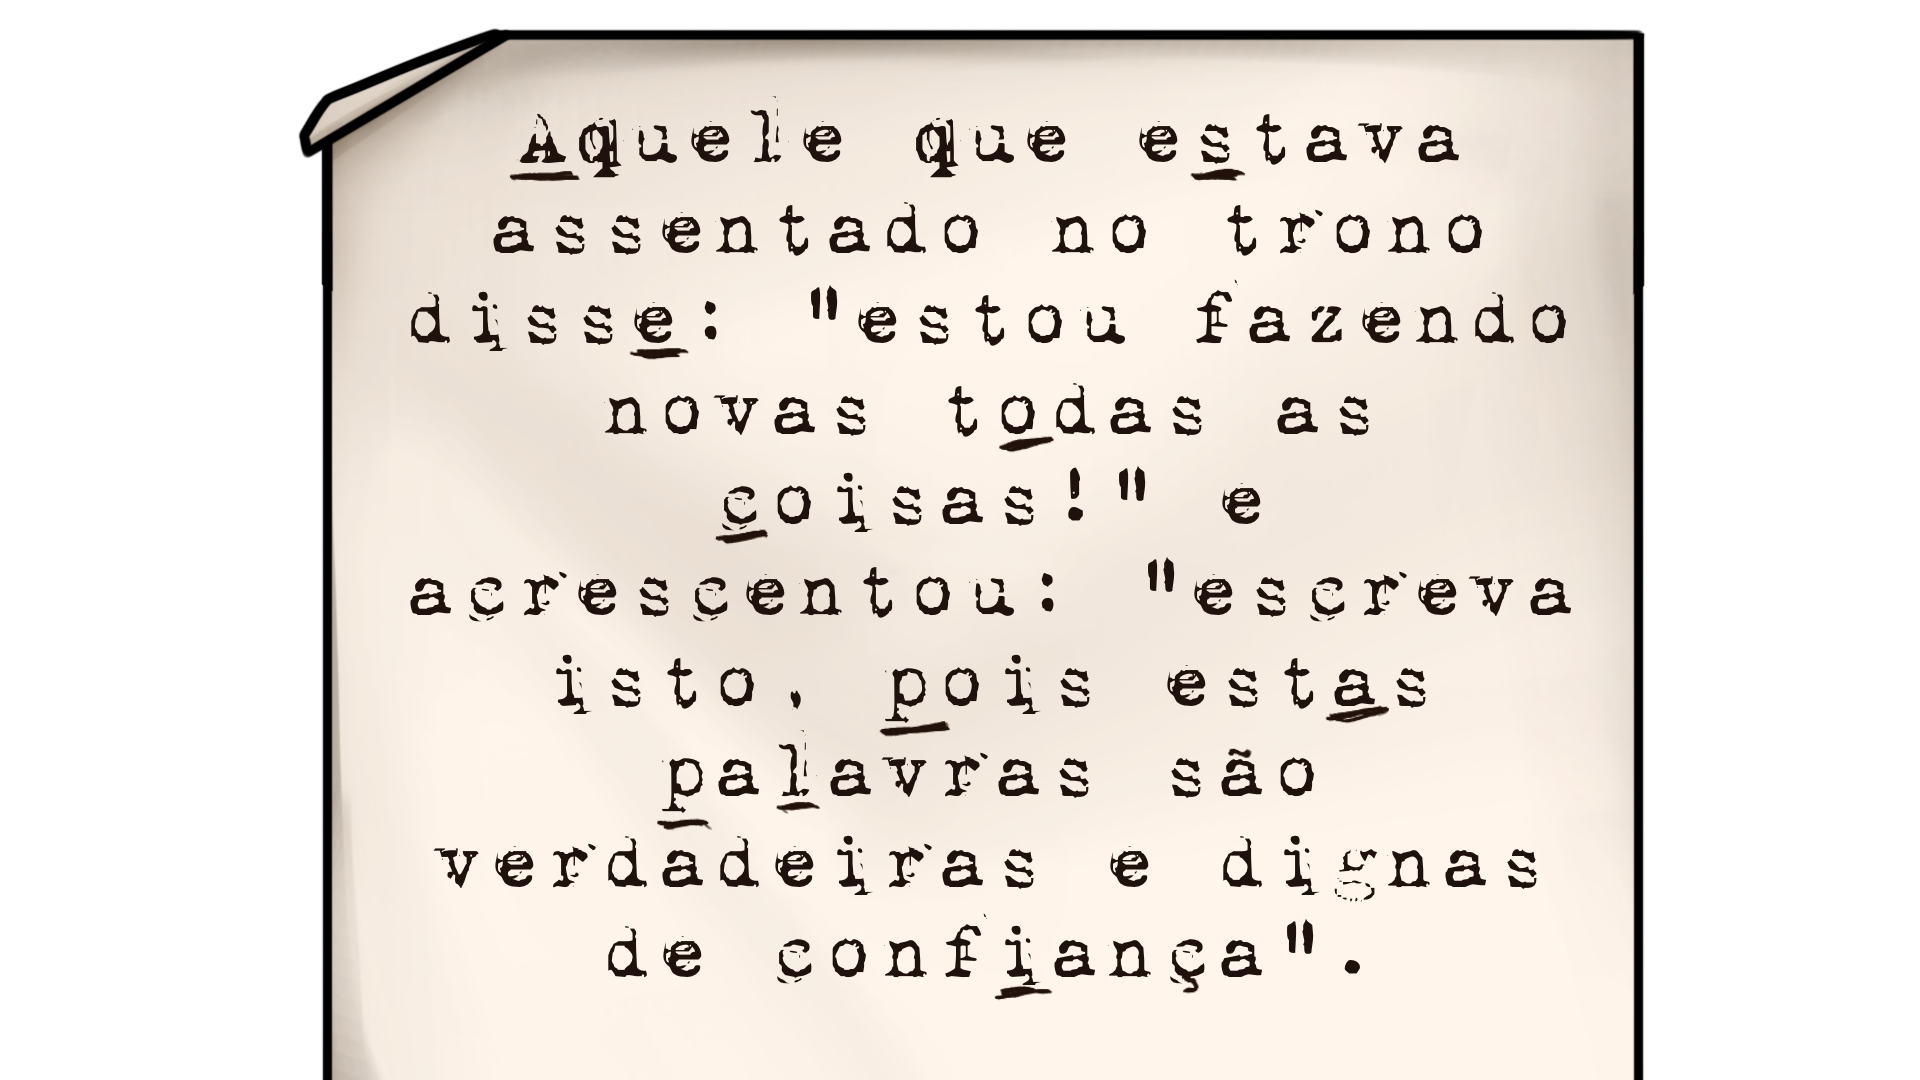 Aquele que estava
assentado no trono
disse: "estou fazendo
novas todas as
coisas!" e
acrescentou: "escreva
isto, pois estas
palavras são
verdadeiras e dignas
de confiança".